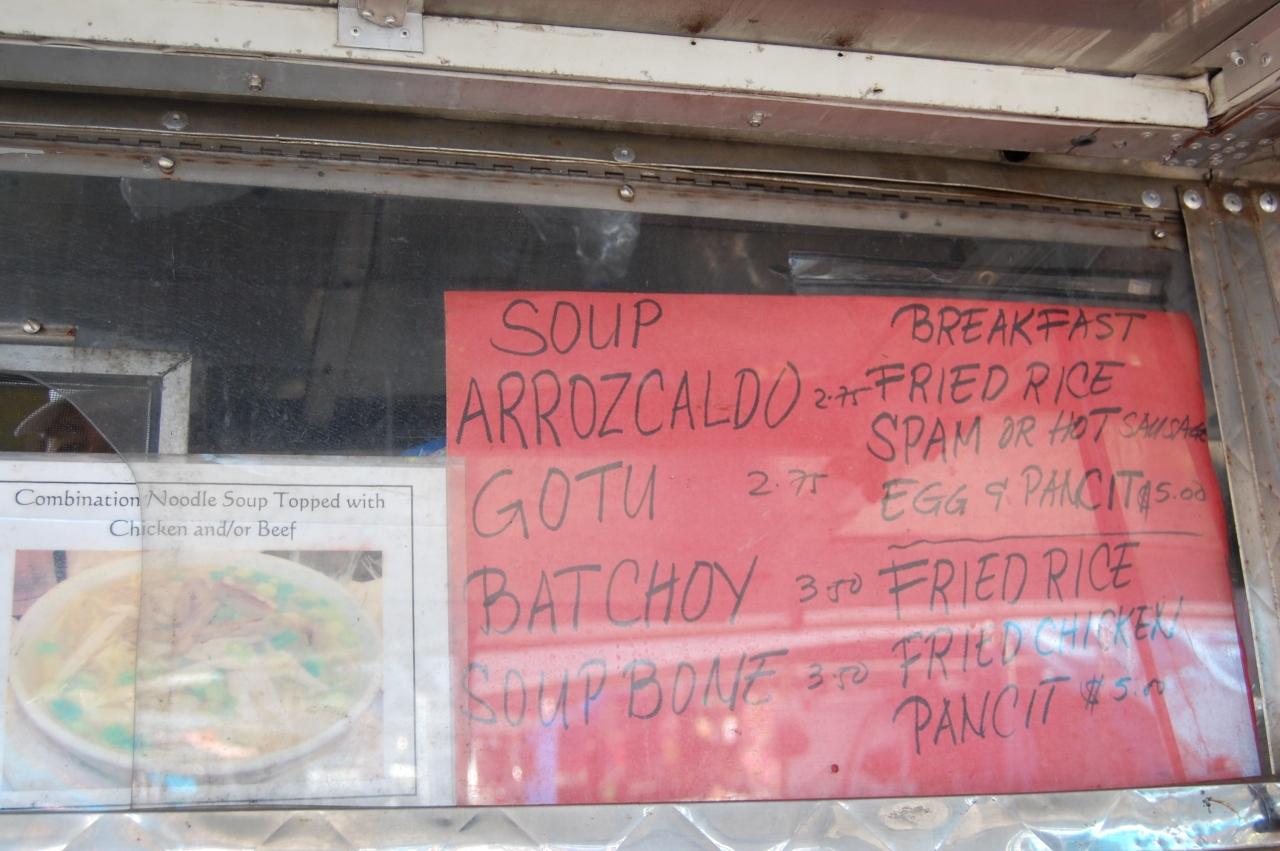 Combination Noodle Soup Topped with
Chicken and/or Beef
SOUP
ARROZCALDO 2.75
GOTU 2.75
BATCHOY 3.50
SOUP BONE 3.50
BREAKFAST
FRIED RICE
SPAM OR HOT SAUSAGE
EGG & PANCIT $5.00
FRIED RICE
FRIED CHICKEN
PANCIT $5.00